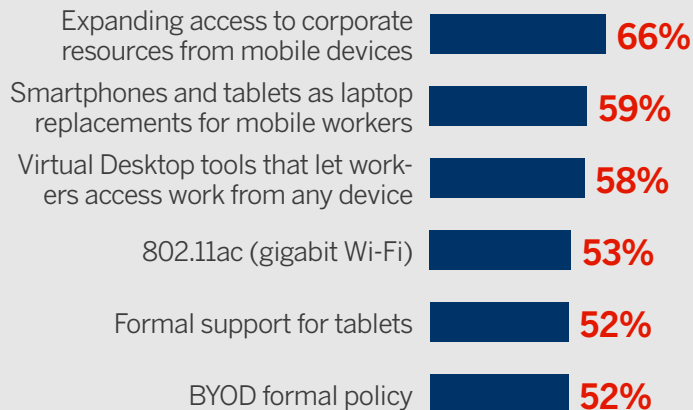 Expanding access to corporate
resources from mobile devices
66%
Smartphones and tablets as laptop
replacements for mobile workers
59%
Virtual Desktop tools that let work-
ers access work from any device
58%
802.11ac (gigabit Wi-Fi)
53%
Formal support for tablets
52%
BYOD formal policy
52%